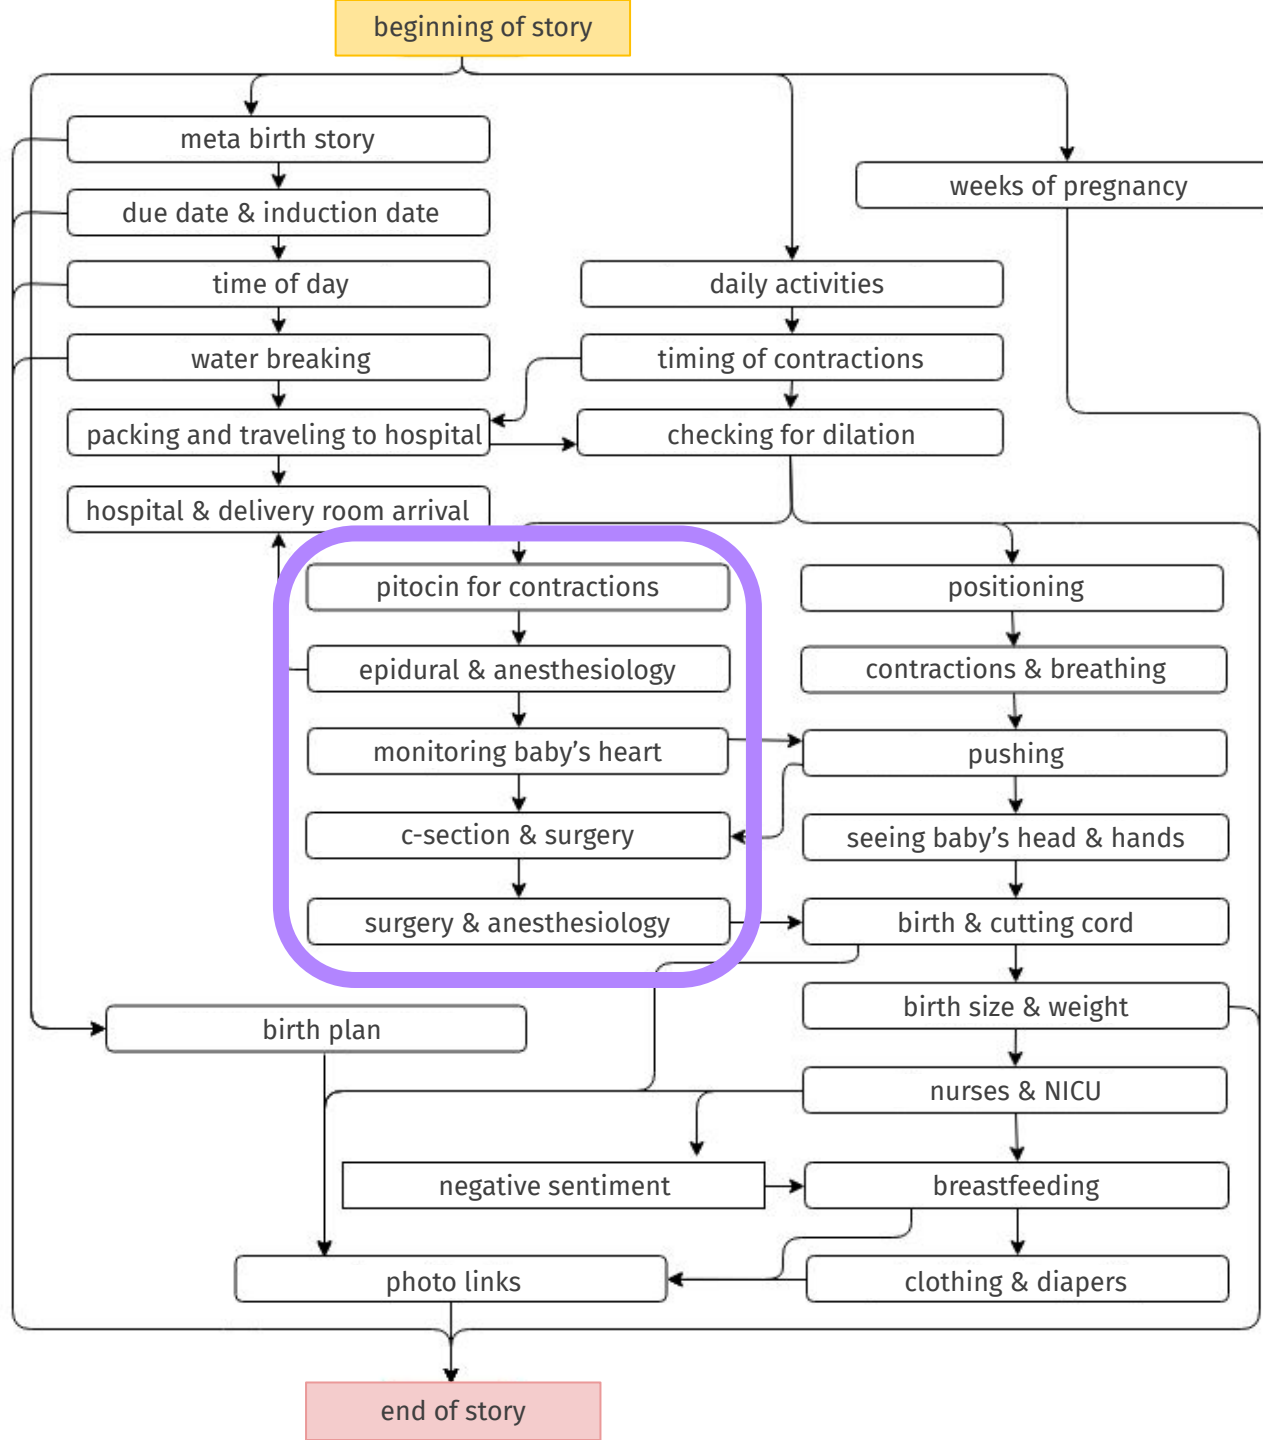 beginning of story
meta birth story
weeks of pregnancy
due date & induction date
time of day
daily activities
water breaking
timing of contractions
packing and traveling to hospital
checking for dilation
hospital & delivery room arrival
pitocin for contractions
positioning
epidural & anesthesiology
contractions & breathing
monitoring baby’s heart
pushing
c-section & surgery
seeing baby’s head & hands
surgery & anesthesiology
birth & cutting cord
birth size & weight
birth plan
nurses & NICU
negative sentiment
breastfeeding
photo links
clothing & diapers
end of story